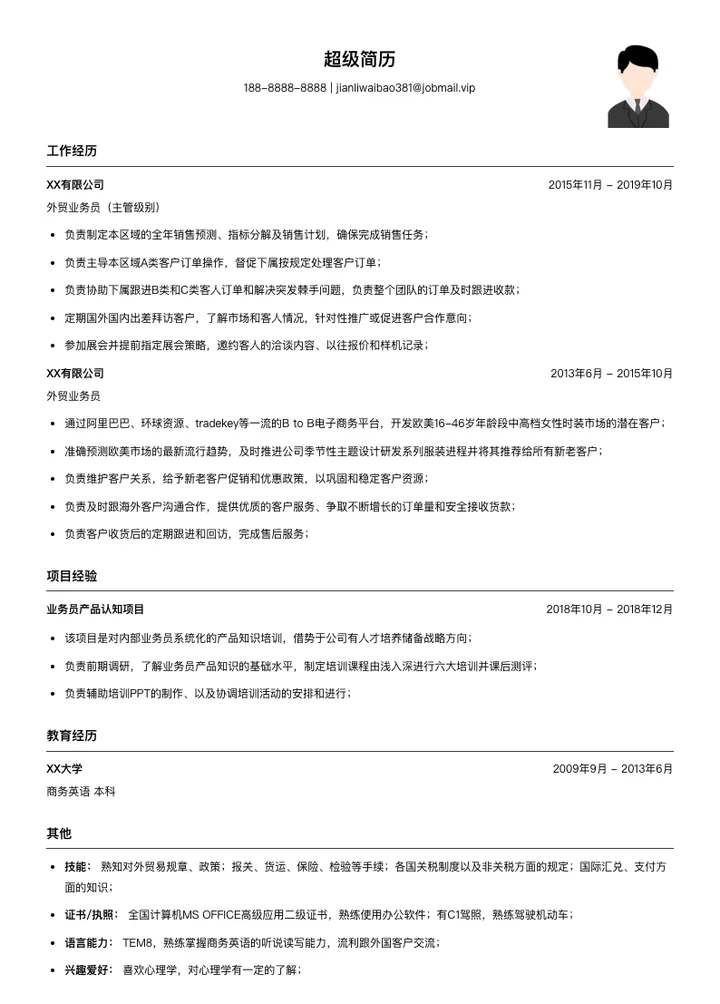 超级简历
188-8888-8888 | jianliwaibao381@jobmail.vip
工作经历
XX有限公司 2015年11月 – 2019年10月
外贸业务员（主管级别）
• 负责制定本区域的全年销售预测、指标分解及销售计划，确保完成销售任务；
• 负责主导本区域A类客户订单操作，督促下属按规定处理客户订单；
• 负责协助下属跟进B类和C类客人订单和解决突发棘手问题，负责整个团队的订单及时跟进收款；
• 定期国外国内出差拜访客户，了解市场和客人情况，针对性推广或促进客户合作意向；
• 参加展会并提前指定展会策略，邀约客人的洽谈内容、以往报价和样机记录；
XX有限公司 2013年6月 – 2015年10月
外贸业务员
• 通过阿里巴巴、环球资源、tradekey等一流的B to B电子商务平台，开发欧美16-46岁年龄段中高档女性时装市场的潜在客户；
• 准确预测欧美市场的最新流行趋势，及时推进公司季节性主题设计研发系列服装进程并将其推荐给所有新老客户；
• 负责维护客户关系，给予新老客户促销和优惠政策，以巩固和稳定客户资源；
• 负责及时跟海外客户沟通合作，提供优质的客户服务、争取不断增长的订单量和安全接收货款；
• 负责客户收货后的定期跟进和回访，完成售后服务；
项目经验
业务员产品认知项目 2018年10月 – 2018年12月
• 该项目是对内部业务员系统化的产品知识培训，借势于公司有人才培养储备战略方向；
• 负责前期调研，了解业务员产品知识的基础水平，制定培训课程由浅入深进行六大培训并课后测评；
• 负责辅助培训PPT的制作、以及协调培训活动的安排和进行；
教育经历
XX大学 2009年9月 – 2013年6月
商务英语 本科
其他
• 技能： 熟知对外贸易规章、政策；报关、货运、保险、检验等手续；各国关税制度以及非关税方面的规定；国际汇兑、支付方
面的知识；
• 证书/执照： 全国计算机MS OFFICE高级应用二级证书，熟练使用办公软件；有C1驾照，熟练驾驶机动车；
• 语言能力： TEM8，熟练掌握商务英语的听说读写能力，流利跟外国客户交流；
• 兴趣爱好： 喜欢心理学，对心理学有一定的了解；